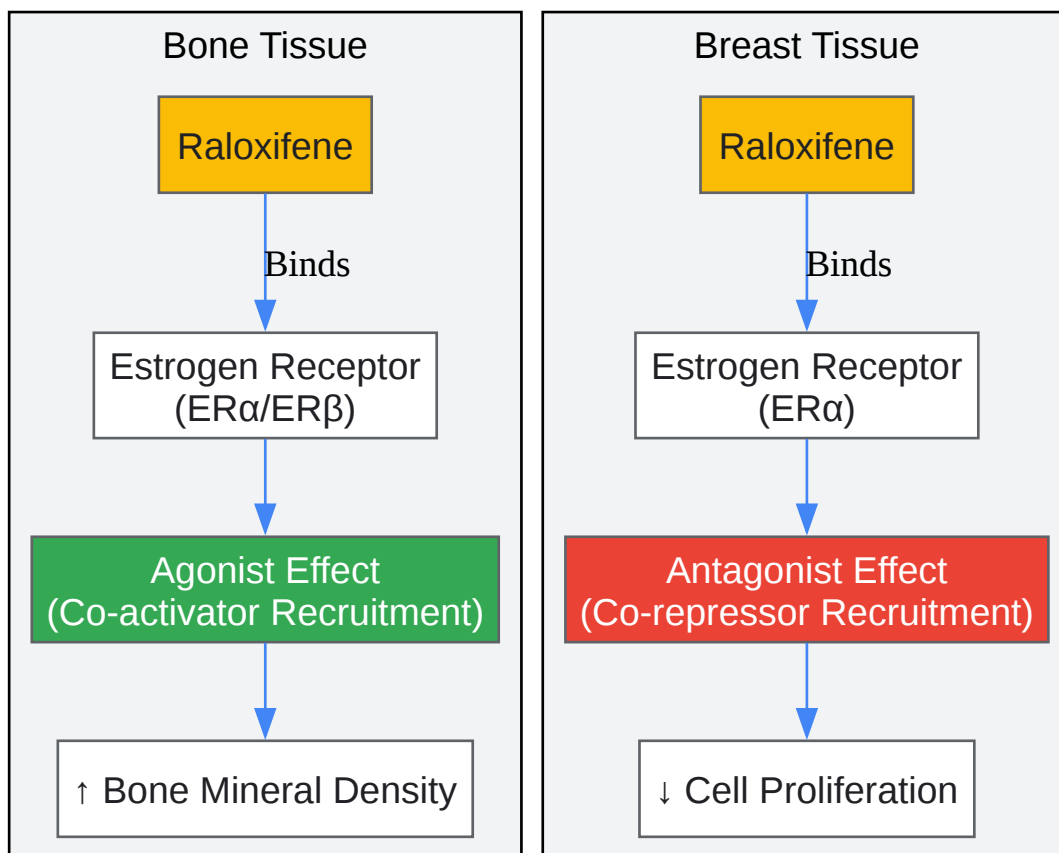 Bone Tissue
Raloxifene
Binds
Estrogen Receptor
(ERα/ERβ)
Agonist Effect
(Co-activator Recruitment)
↑ Bone Mineral Density
Breast Tissue
Raloxifene
Binds
Estrogen Receptor
(ERα)
Antagonist Effect
(Co-repressor Recruitment)
↓ Cell Proliferation